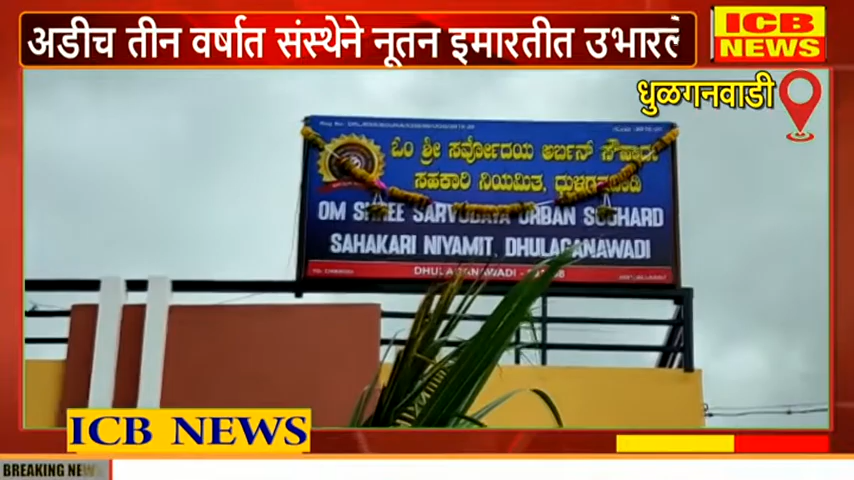 अडीच तीन वर्षात संस्थेने नूतन इमारतीत उभारले
ICB
NEWS
धुळगनवाडी
ಓಂ ಶ್ರೀ ಸರ್ವೋದಯ ಅರ್ಬನ್ ಸೌಹಾರ್ದ
ಸಹಕಾರಿ ನಿಯಮಿತ, ಧುಳಗನವಾಡಿ
OM SHREE SARVODAYA URBAN SOUHARD
SAHAKARI NIYAMIT, DHULAGANAWADI
DHULAGANAWADI
ICB NEWS
BREAKING NEW